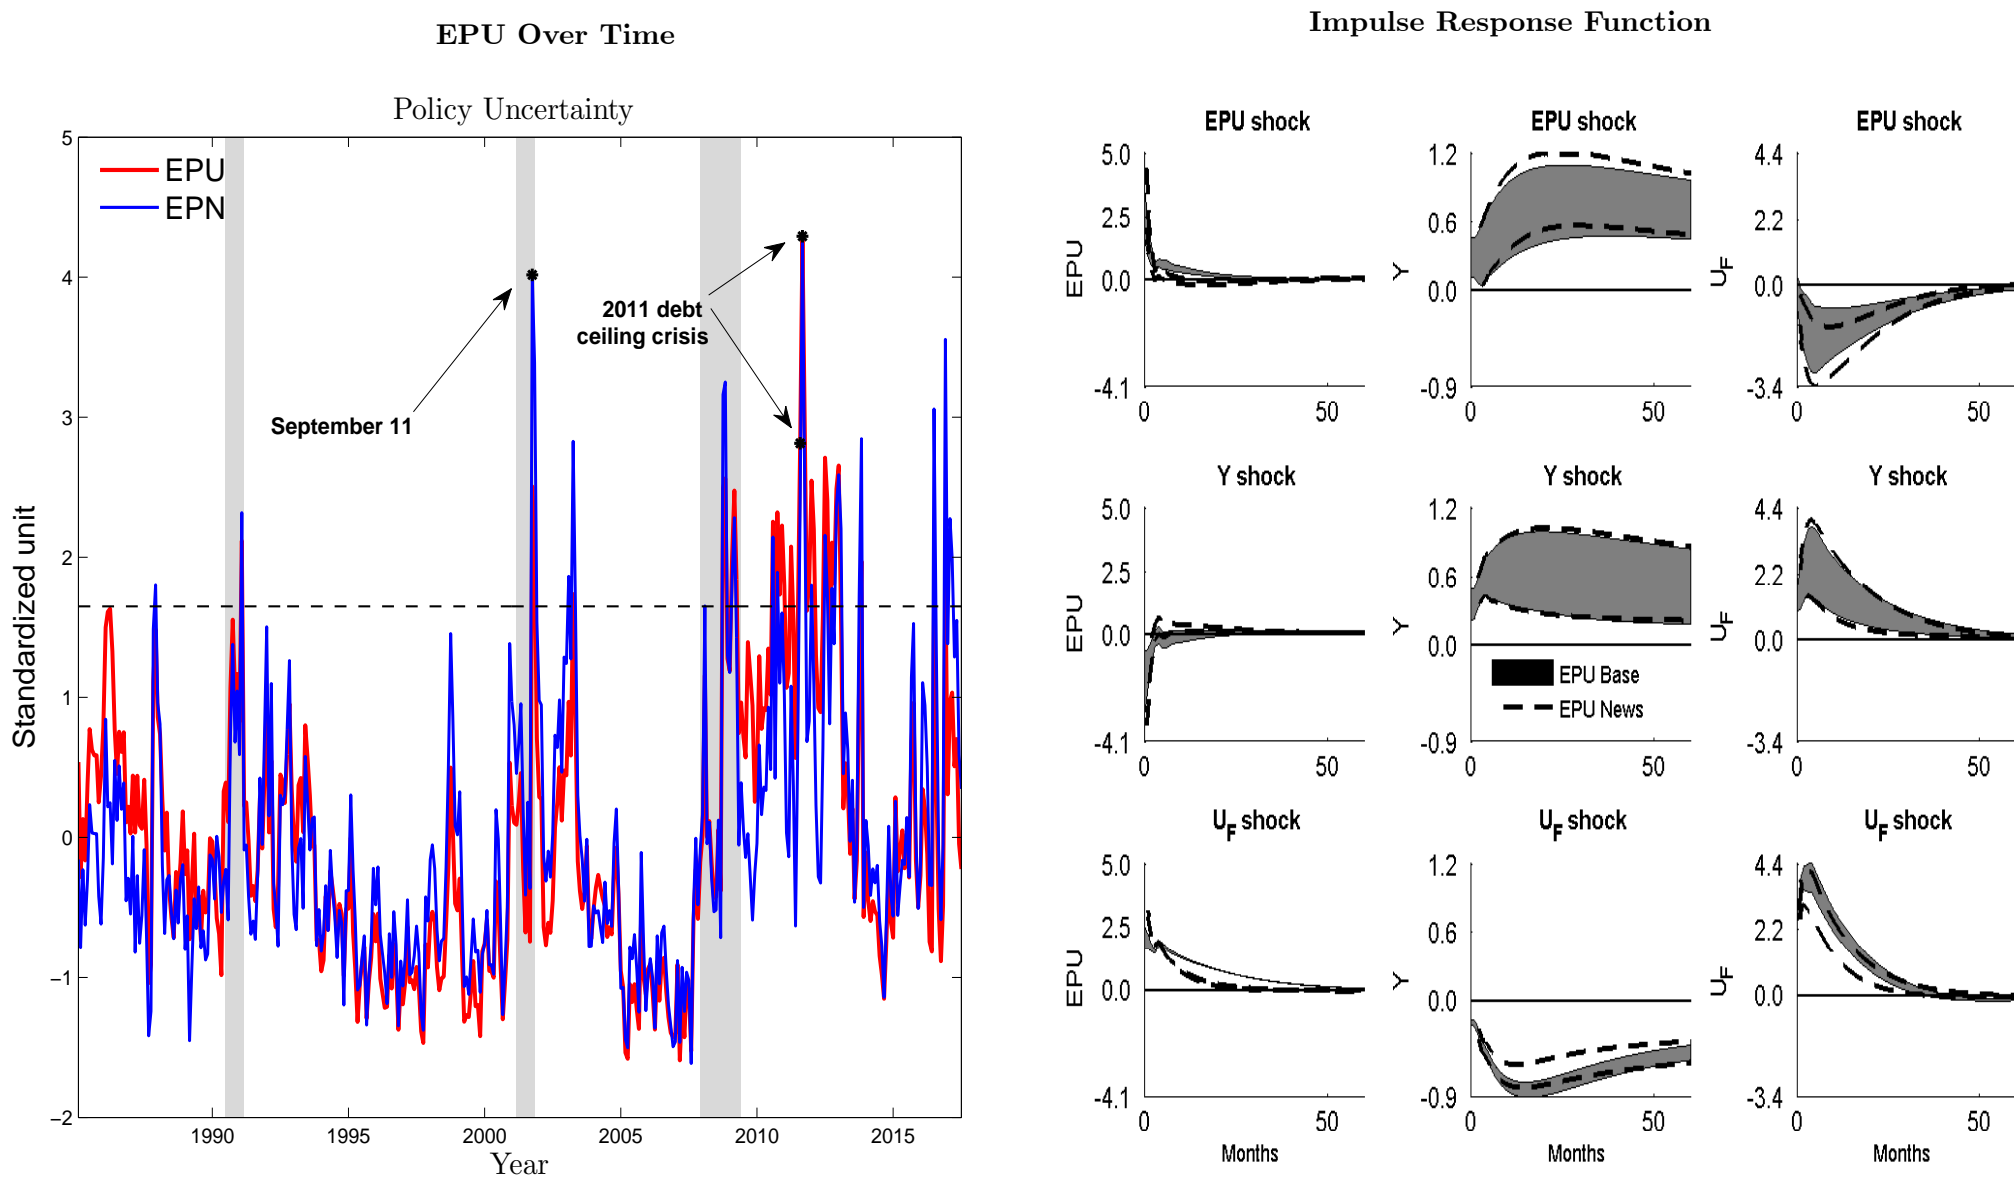 EPU Over Time
Policy Uncertainty
5
4
3
2
1
0
−1
−2
Standardized unit
EPU
EPN
September 11
2011 debt
ceiling crisis
1990
1995
2000
2005
2010
2015
Year
Impulse Response Function
EPU shock
5.0
2.5
0.0
-4.1
EPU
0
50
EPU shock
1.2
0.6
0.0
-0.9
Y
0
50
EPU shock
4.4
2.2
0.0
-3.4
U_F
0
50
Y shock
5.0
2.5
0.0
-4.1
EPU
0
50
Y shock
1.2
0.6
0.0
-0.9
Y
EPU Base
EPU News
0
50
Y shock
4.4
2.2
0.0
-3.4
U_F
0
50
U_F shock
5.0
2.5
0.0
-4.1
EPU
0
50
Months
U_F shock
1.2
0.6
0.0
-0.9
Y
0
50
Months
U_F shock
4.4
2.2
0.0
-3.4
U_F
0
50
Months